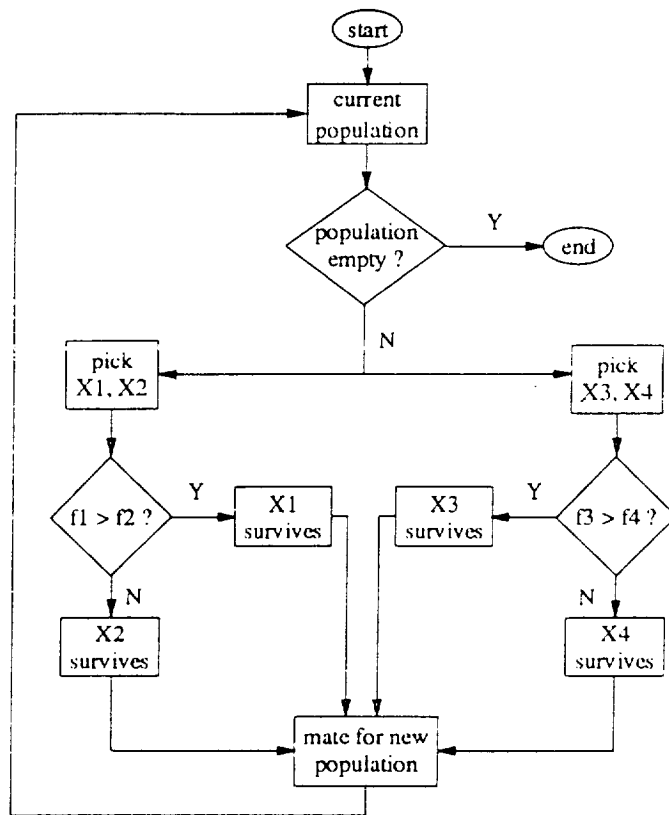 start
current
population
population
empty ?
Y
end
N
pick
X1, X2
pick
X3, X4
f1 > f2 ?
Y
X1
survives
X3
survives
Y
f3 > f4 ?
N
X2
survives
N
X4
survives
mate for new
population